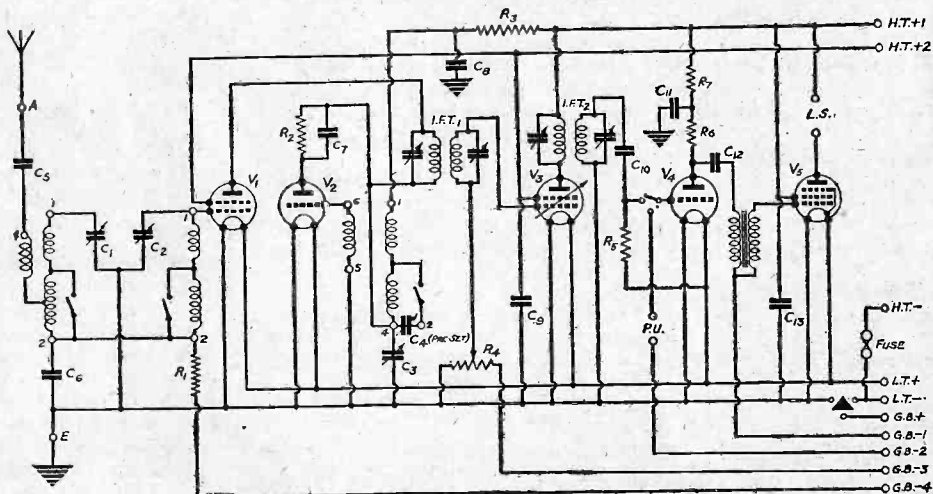 R3
H.T.+1
H.T.+2
A
C8
C11
R7
R2
C7
I.F.T.1
I.F.T.2
R6
L.S.
C5
V1
V2
V3
C10
V4
C12
V5
1
C1
C2
1
6
1
4
R5
5
C9
P.U.
C13
H.T.-
2
2
4
C4 (PRE-SET)
2
FUSE
C6
R1
C3
R4
L.T.+
L.T.-
G.B.+
E
G.B.-1
G.B.-2
G.B.-3
G.B.-4